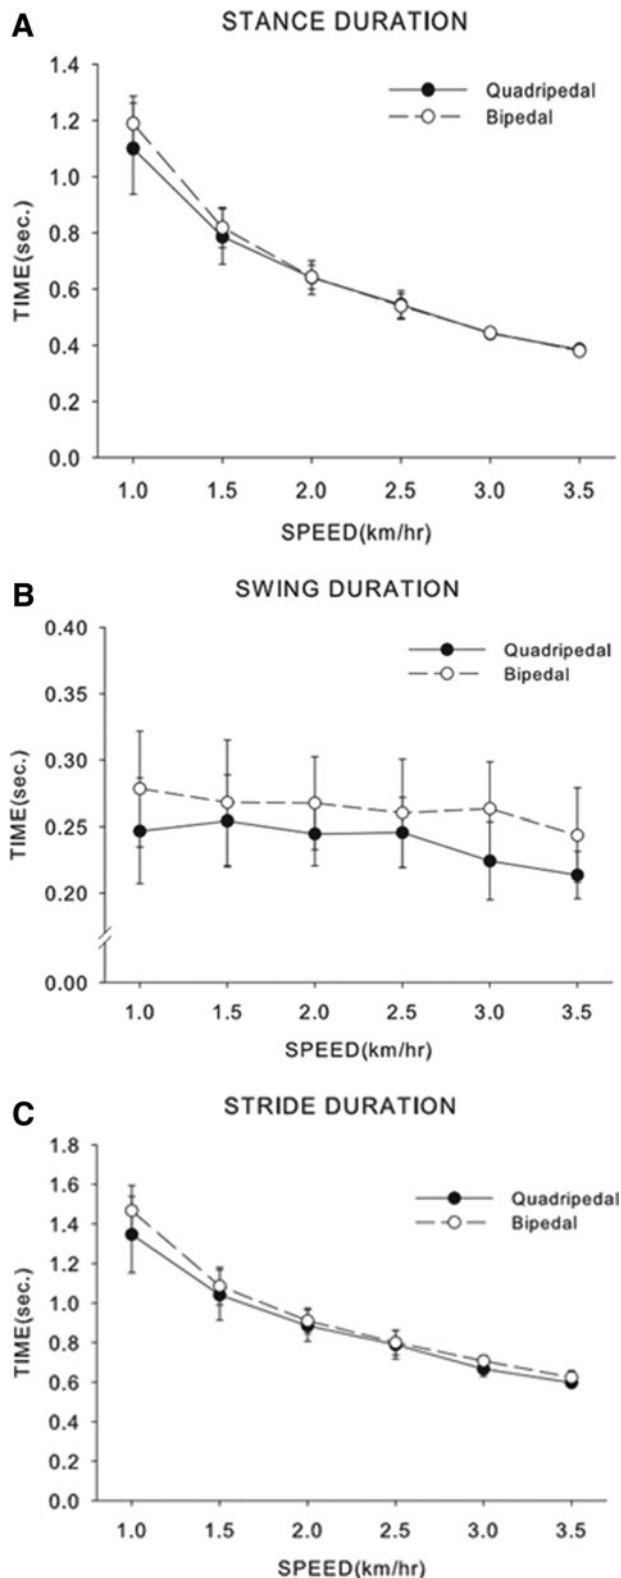 A
STANCE DURATION
1.4
1.2
1.0
0.8
0.6
0.4
0.2
0.0
TIME(sec.)
Quadripedal
Bipedal
1.0 1.5 2.0 2.5 3.0 3.5
SPEED(km/hr)
B
SWING DURATION
0.40
0.35
0.30
0.25
0.20
0.00
TIME(sec.)
Quadripedal
Bipedal
1.0 1.5 2.0 2.5 3.0 3.5
SPEED(km/hr)
C
STRIDE DURATION
1.8
1.6
1.4
1.2
1.0
0.8
0.6
0.4
0.2
0.0
TIME(sec.)
Quadripedal
Bipedal
1.0 1.5 2.0 2.5 3.0 3.5
SPEED(km/hr)